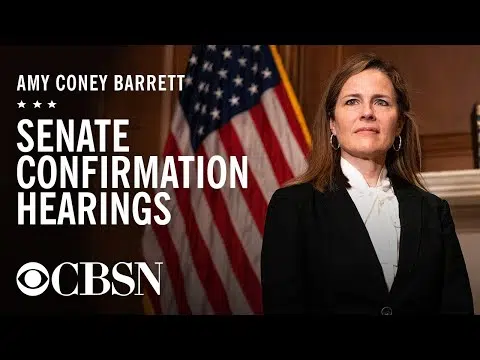 AMY CONEY BARRETT
SENATE
CONFIRMATION
HEARINGS
CBSN